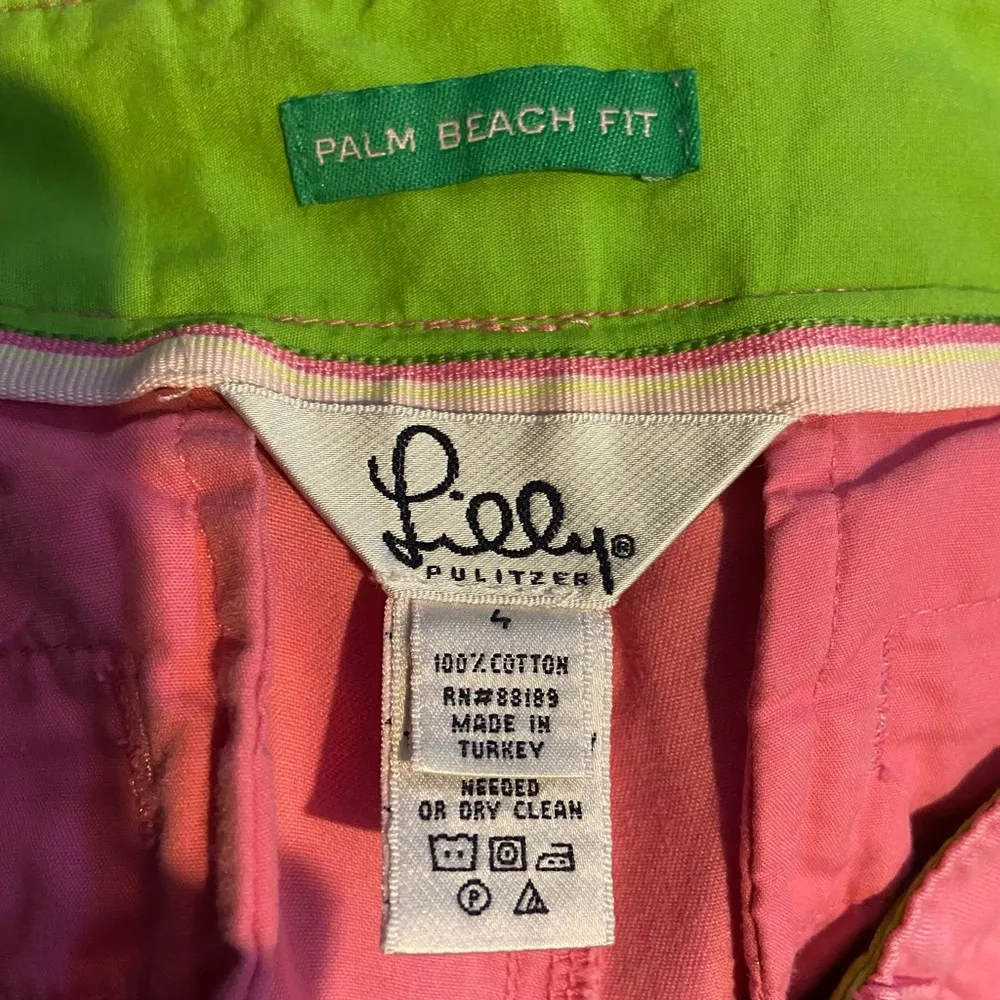 PALM BEACH FIT
Lilly®
PULITZER
4
100% COTTON
RN#88189
MADE IN
TURKEY
NEEDED
OR DRY CLEAN
P